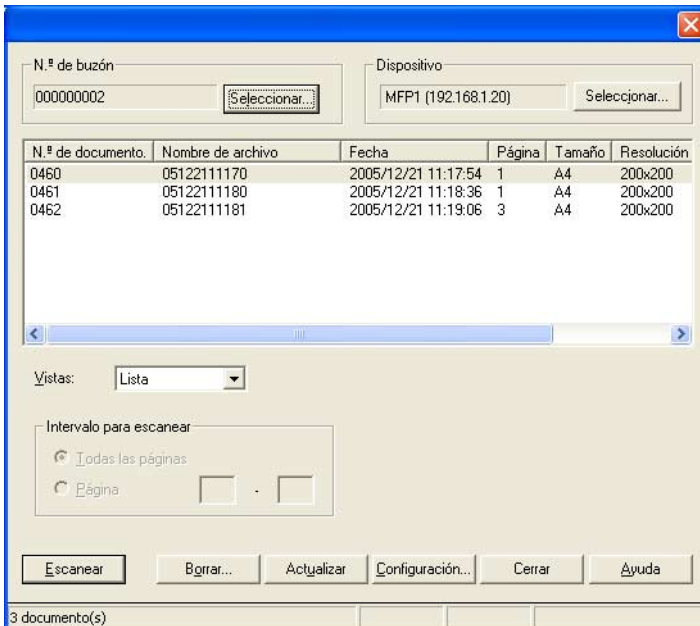 N.º de buzón
Dispositivo
000000002
Seleccionar...
MFP1 (192.168.1.20)
Seleccionar...
N.º de documento. Nombre de archivo Fecha Página Tamaño Resolución
0460 05122111170 2005/12/21 11:17:54 1 A4 200x200
0461 05122111180 2005/12/21 11:18:36 1 A4 200x200
0462 05122111181 2005/12/21 11:19:06 3 A4 200x200
Vistas: Lista
Intervalo para escanear
Todas las páginas
Página -
Escanear Borrar... Actualizar Configuración... Cerrar Ayuda
3 documento(s)